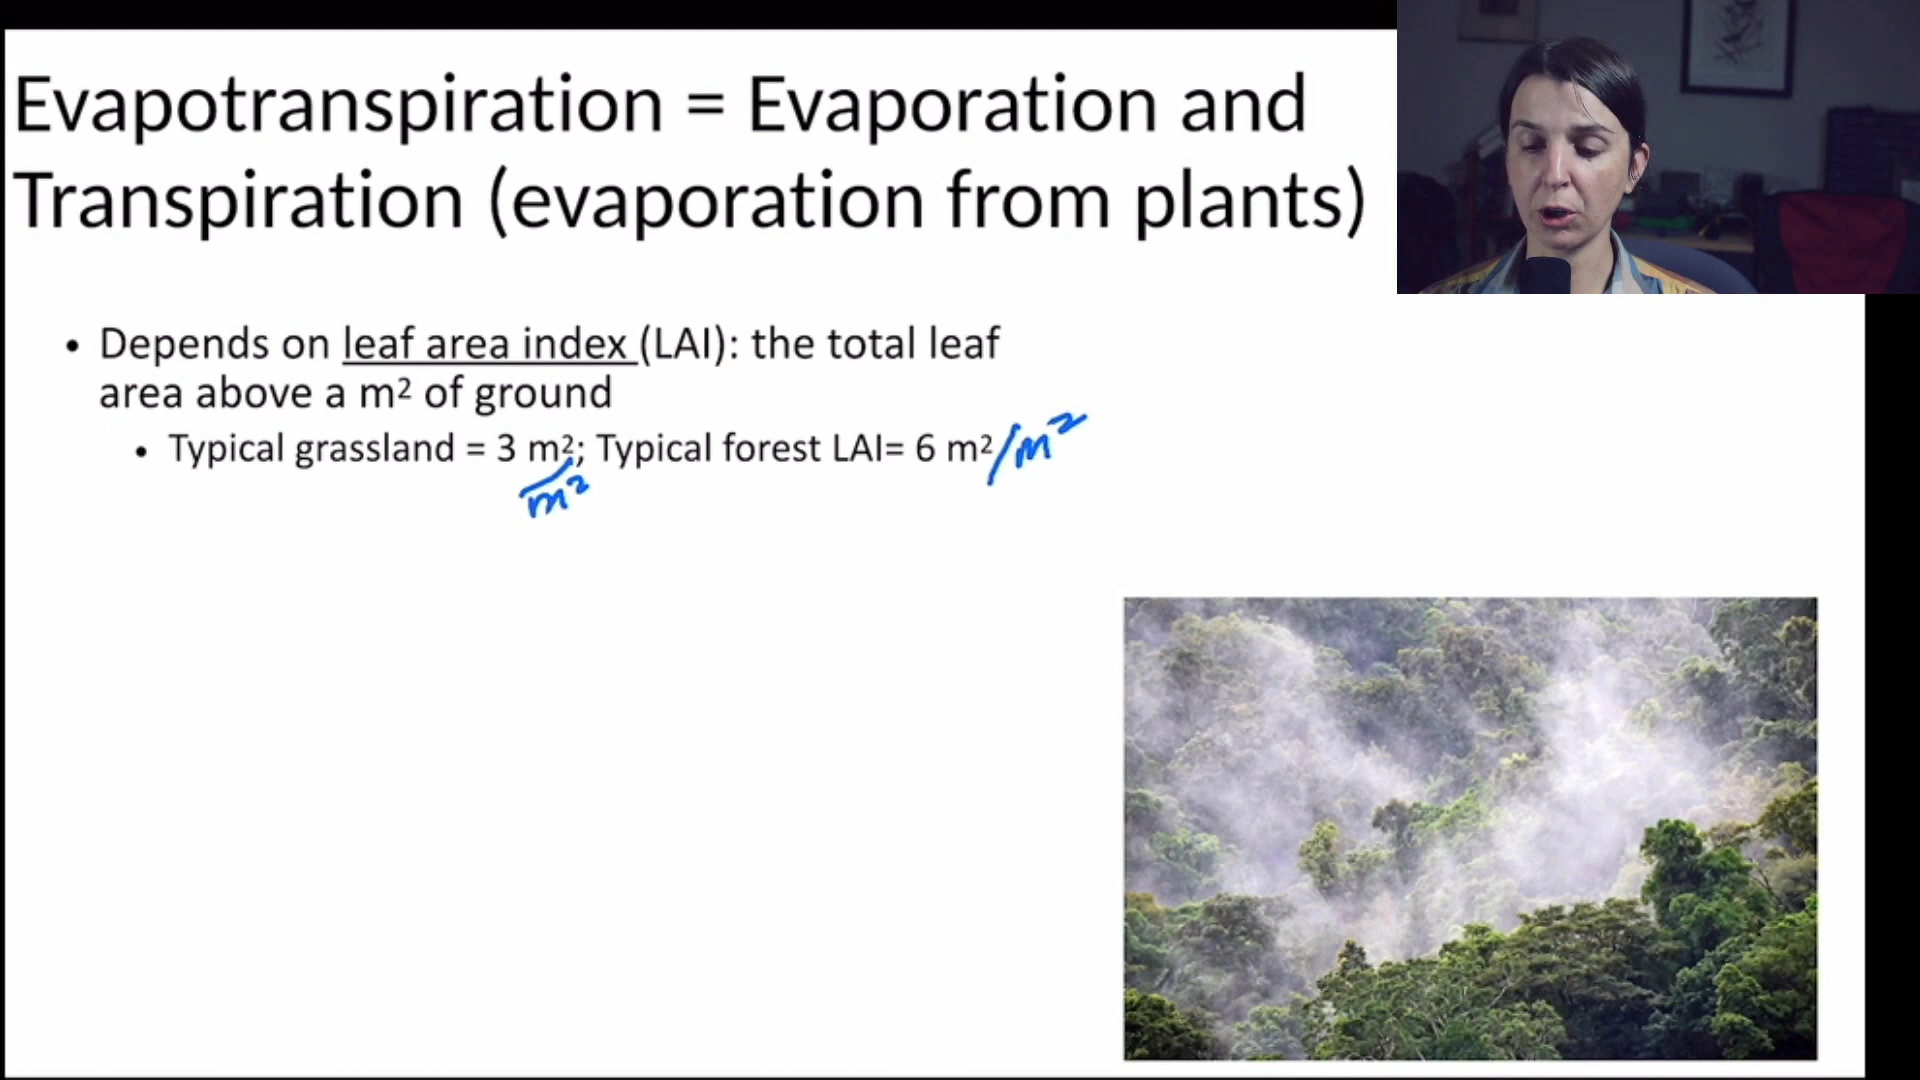 Evapotranspiration = Evaporation and
Transpiration (evaporation from plants)
• Depends on leaf area index (LAI): the total leaf
area above a m² of ground
• Typical grassland = 3 m²; Typical forest LAI= 6 m² /m²
m²